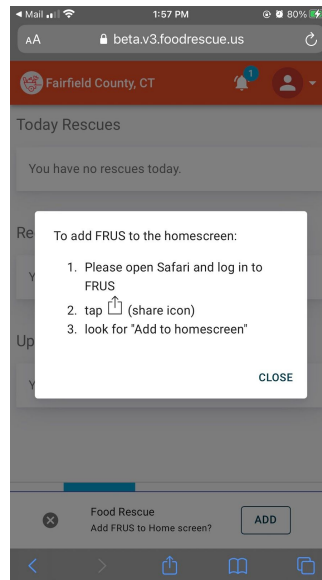 Mail 1:57 PM 80%
AA beta.v3.foodrescue.us
Fairfield County, CT 1
Today Rescues
You have no rescues today.
Re
To add FRUS to the homescreen:
Y
1. Please open Safari and log in to
FRUS
2. tap (share icon)
3. look for "Add to homescreen"
Up
Y
CLOSE
Food Rescue
Add FRUS to Home screen?
ADD